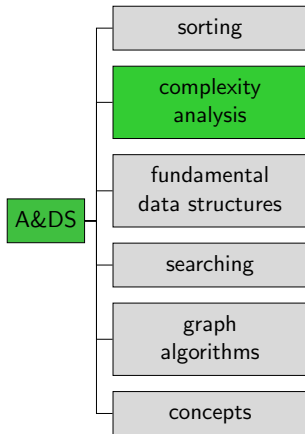 sorting
complexity
analysis
fundamental
data structures
A&DS
searching
graph
algorithms
concepts